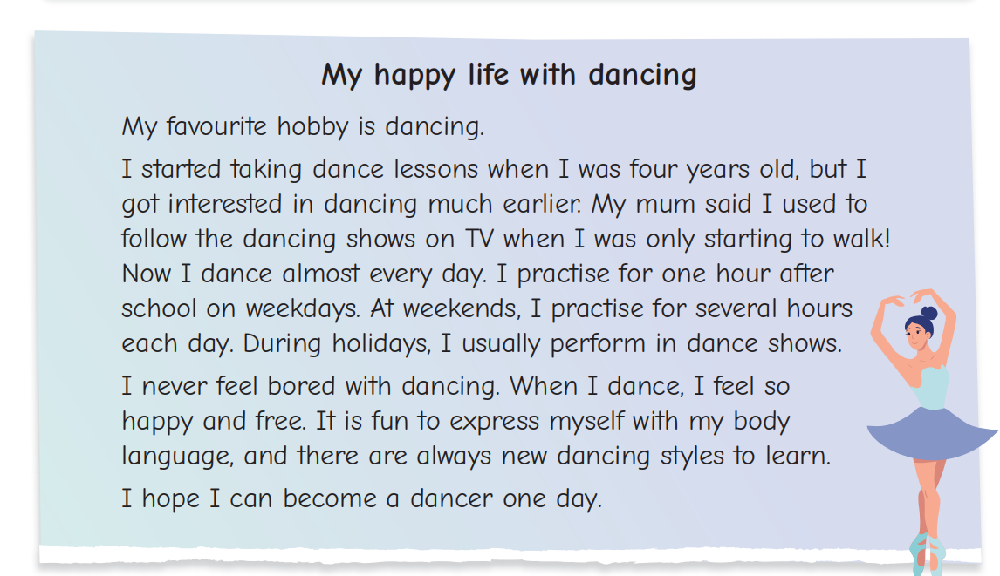 My happy life with dancing
My favourite hobby is dancing.
I started taking dance lessons when I was four years old, but I
got interested in dancing much earlier. My mum said I used to
follow the dancing shows on TV when I was only starting to walk!
Now I dance almost every day. I practise for one hour after
school on weekdays. At weekends, I practise for several hours
each day. During holidays, I usually perform in dance shows.
I never feel bored with dancing. When I dance, I feel so
happy and free. It is fun to express myself with my body
language, and there are always new dancing styles to learn.
I hope I can become a dancer one day.